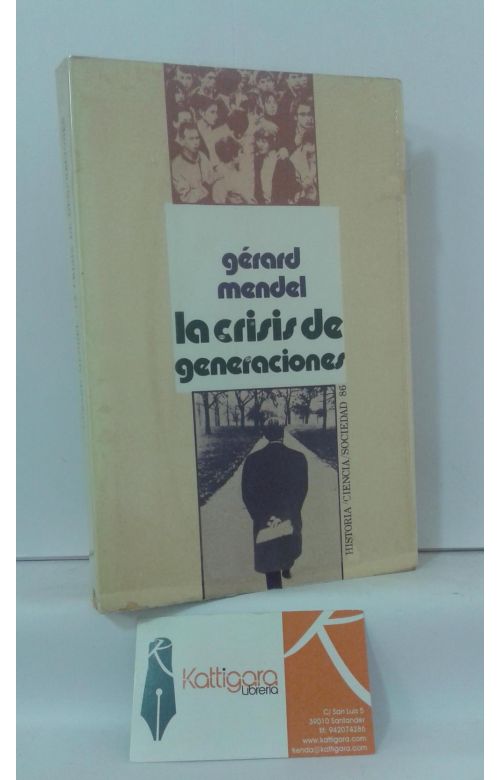 gérard
mendel
la crisis de
generaciones
HISTORIA/CIENCIA/SOCIEDAD 86
Kattigara
Librería
C/ San Luis 5
39010 Santander
tlf: 942074286
www.kattigara.com
tienda@kattigara.com